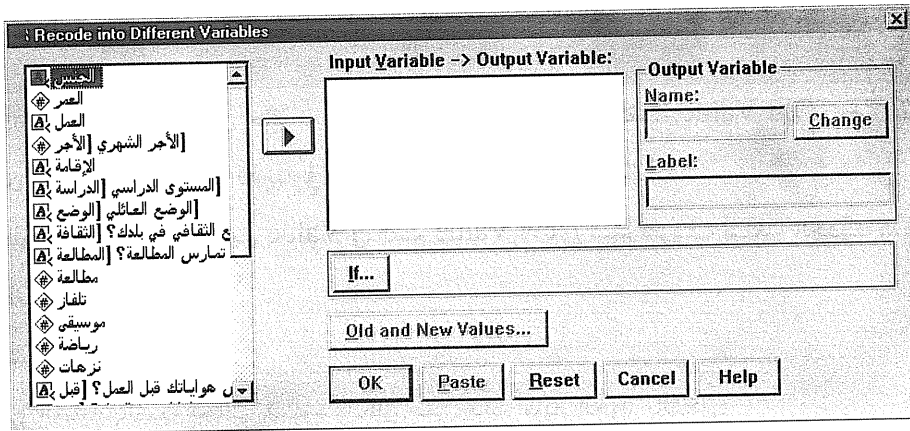 Recode into Different Variables
الجنس
العمر
العمل
الأجر الشهري [الأجر]
الإقامة
المستوى الدراسي [الدراسة]
الوضع العائلي [الوضع]
ع الثقافي في بلدك؟ [الثقافة]
تمارس المطالعة؟ [المطالعة]
مطالعة
تلفاز
موسيقى
رياضة
نزهات
هواياتك قبل العمل؟ [قبل]
Input Variable -> Output Variable:
Output Variable
Name:
Change
Label:
If...
Old and New Values...
OK
Paste
Reset
Cancel
Help